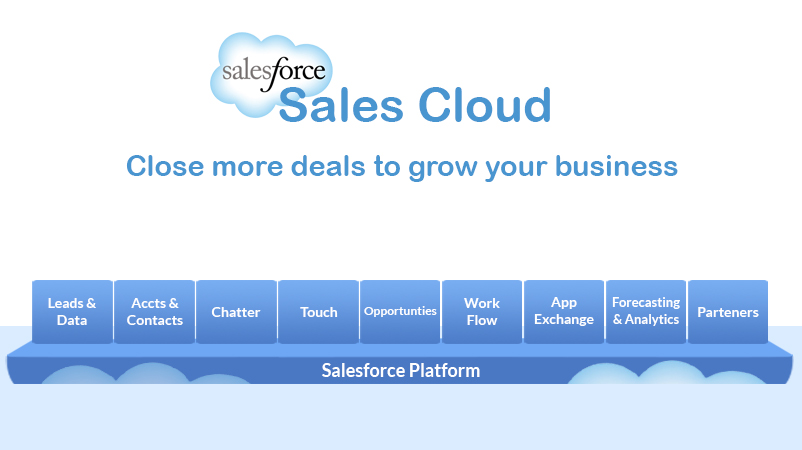 salesforce
Sales Cloud
Close more deals to grow your business
Leads &
Data
Accts &
Contacts
Chatter
Touch
Opportunties
Work
Flow
App
Exchange
Forecasting
& Analytics
Parteners
Salesforce Platform